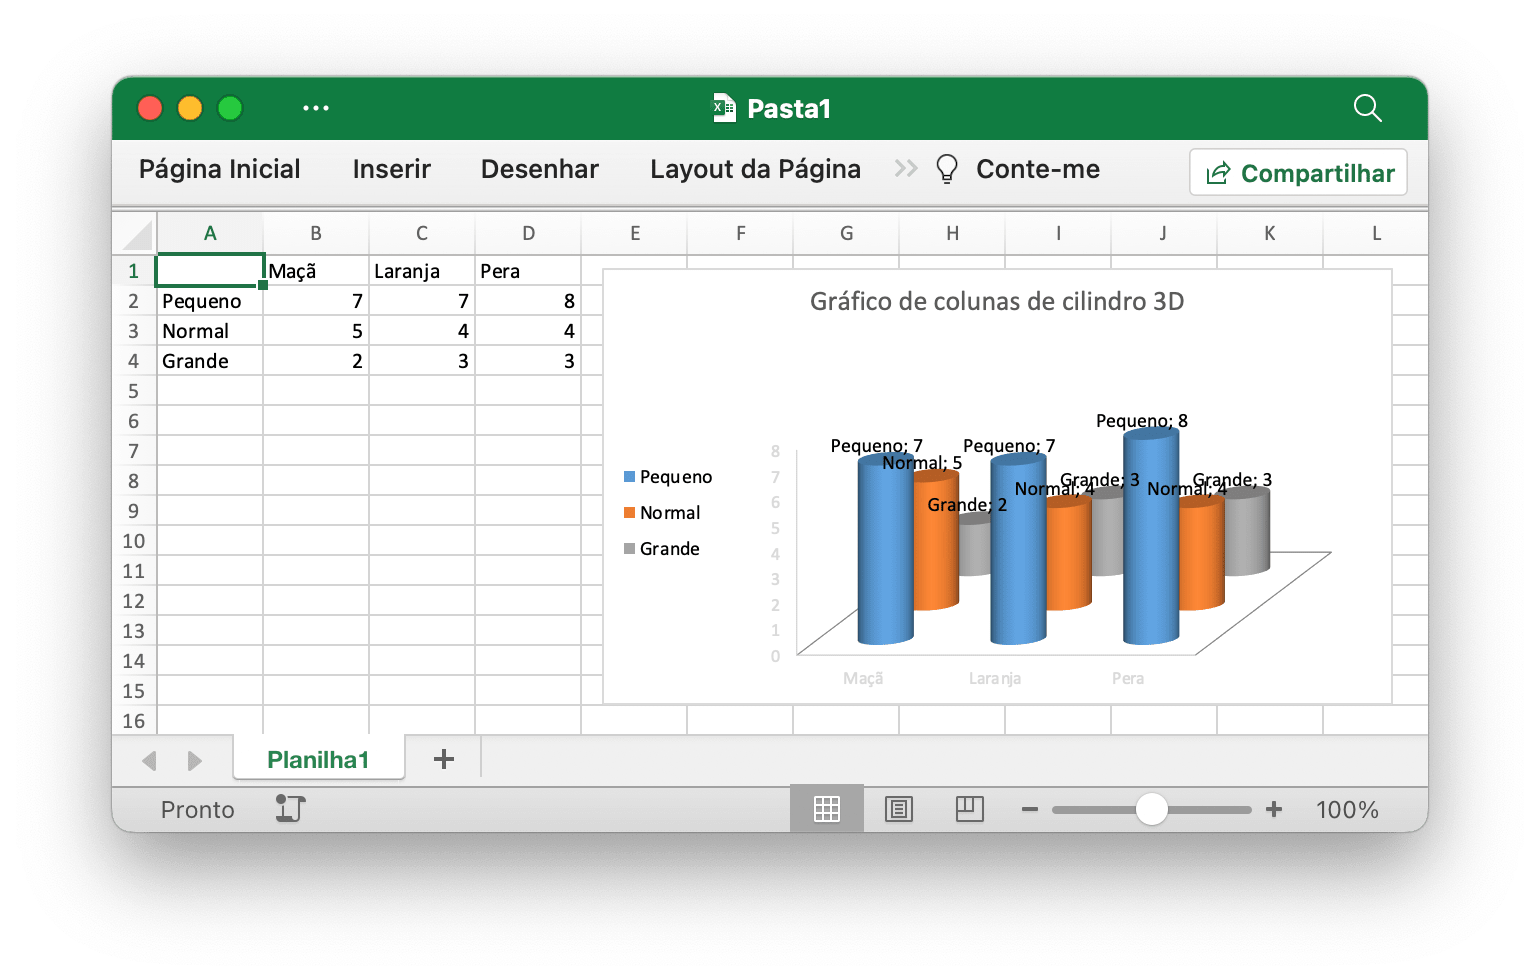 Pasta1
Página Inicial Inserir Desenhar Layout da Página Conte-me Compartilhar
A B C D E F G H I J K L
1 Maçã Laranja Pera
2 Pequeno 7 7 8
3 Normal 5 4 4
4 Grande 2 3 3
5
6
7
8
9
10
11
12
13
14
15
16
Gráfico de colunas de cilindro 3D
Pequeno
Normal
Grande
8
7
6
5
4
3
2
1
0
Pequeno; 7
Normal; 5
Grande; 2
Pequeno; 7
Normal; 4
Grande; 3
Pequeno; 8
Normal; 4
Grande; 3
Maçã Laranja Pera
Planilha1
Pronto 100%